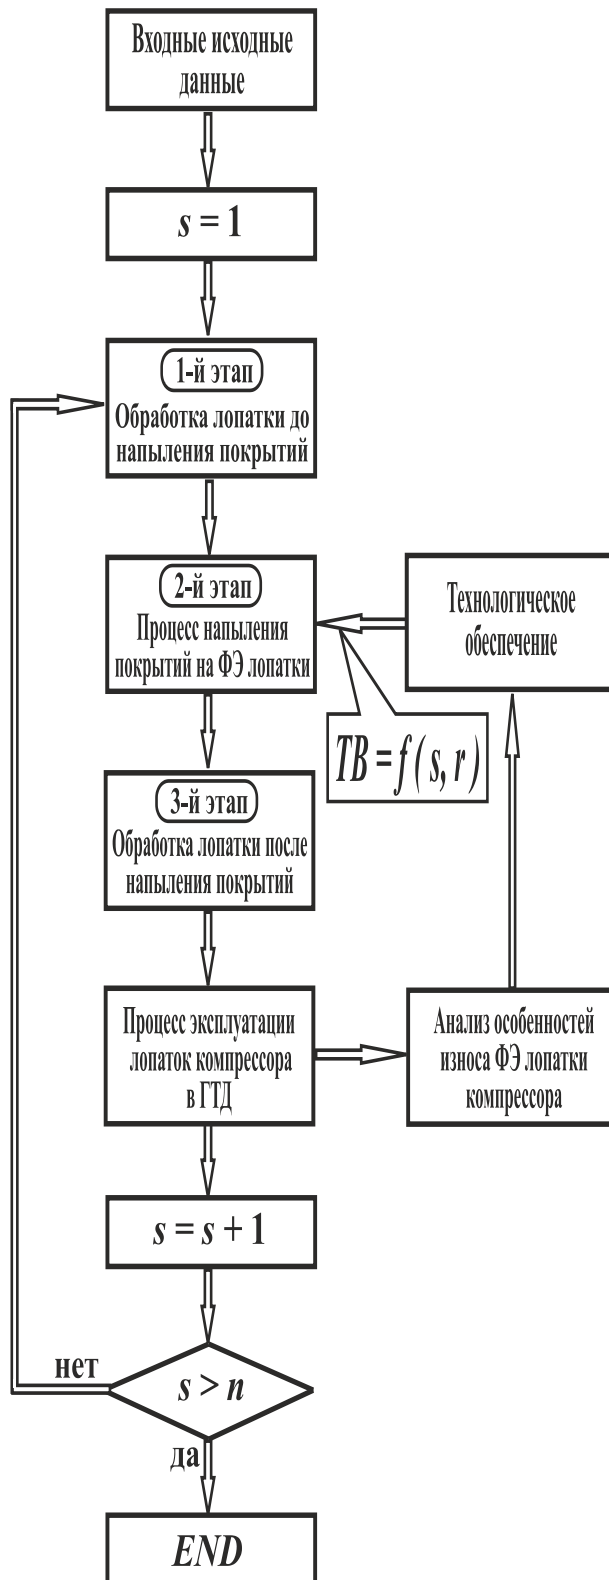 Входные исходные
данные
s = 1
1-й этап
Обработка лопатки до
напыления покрытий
2-й этап
Процесс напыления
покрытий на ФЭ лопатки
Технологическое
обеспечение
TB = f ( s, r )
3-й этап
Обработка лопатки после
напыления покрытий
Процесс эксплуатации
лопаток компрессора
в ГТД
Анализ особенностей
износа ФЭ лопатки
компрессора
s = s + 1
нет
s > n
да
END